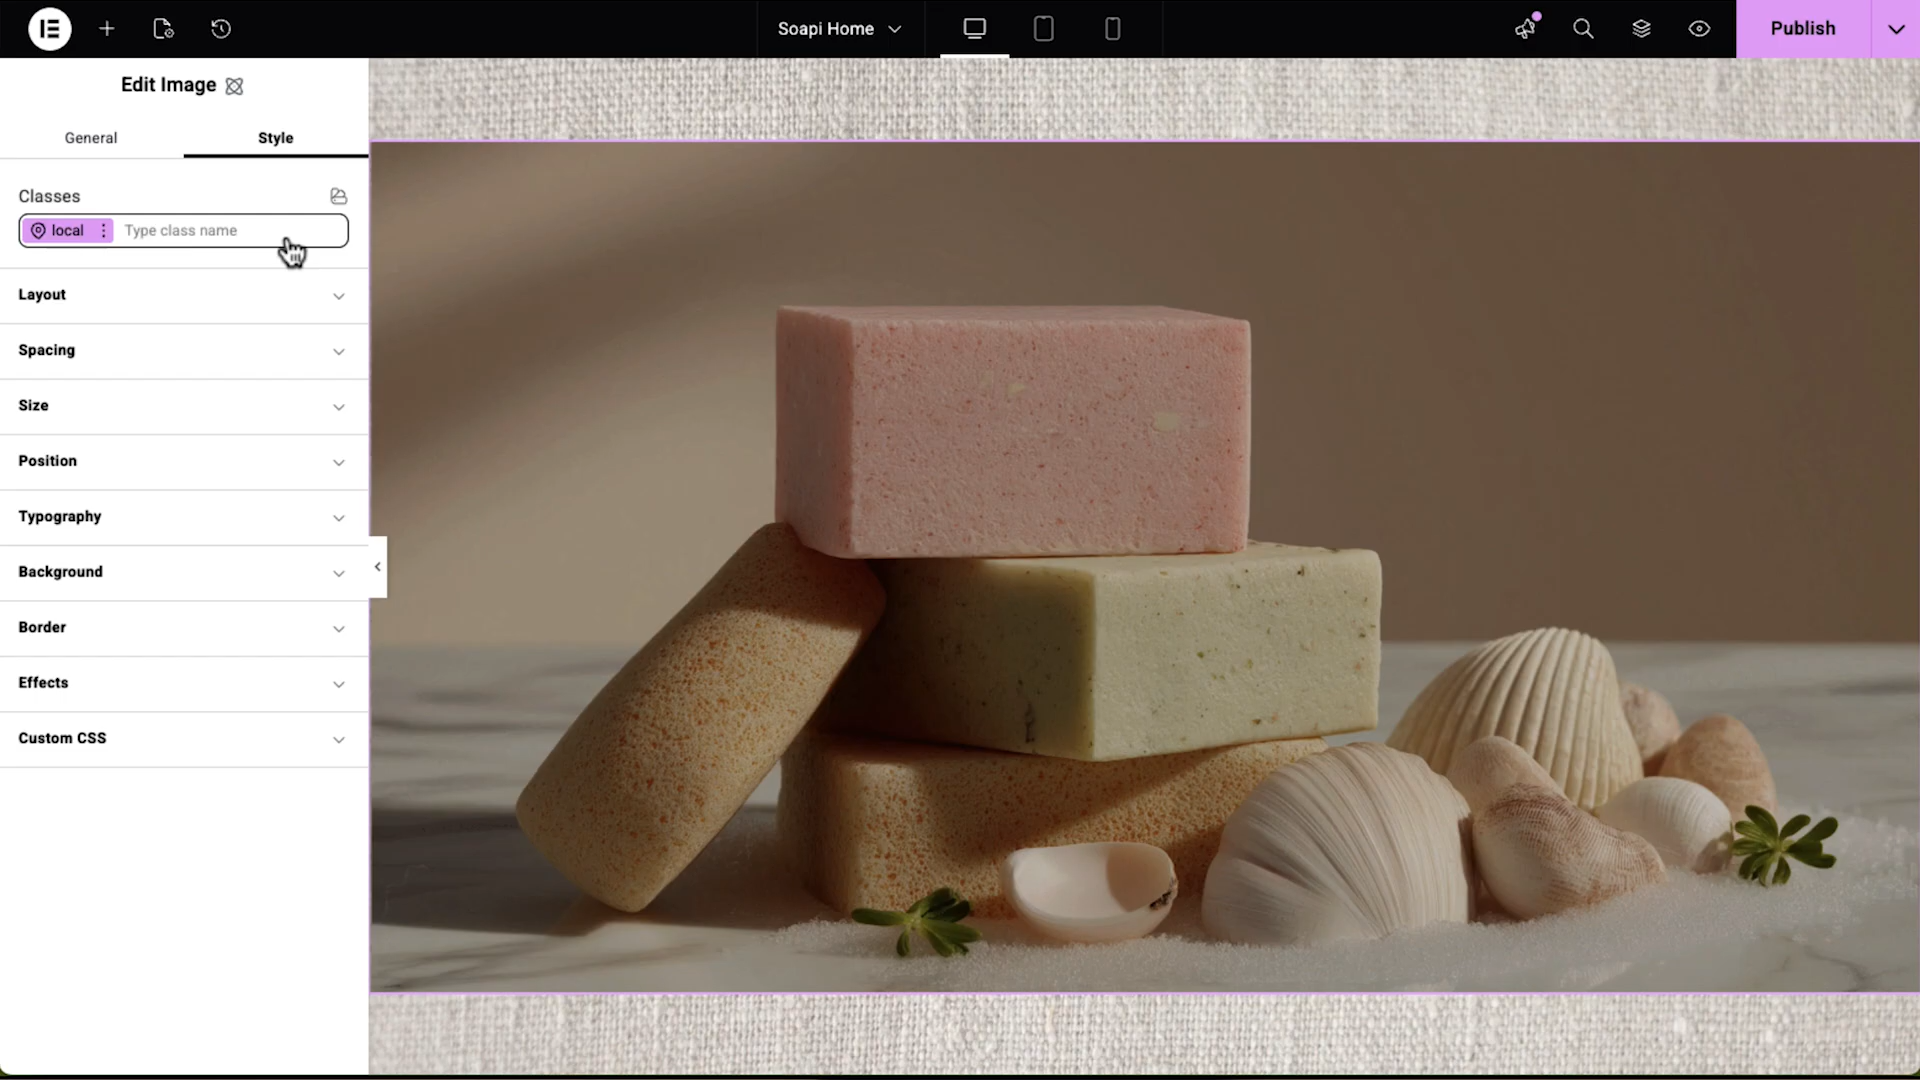 Soapi Home
Publish
Edit Image
General
Style
Classes
local
Type class name
Layout
Spacing
Size
Position
Typography
Background
Border
Effects
Custom CSS